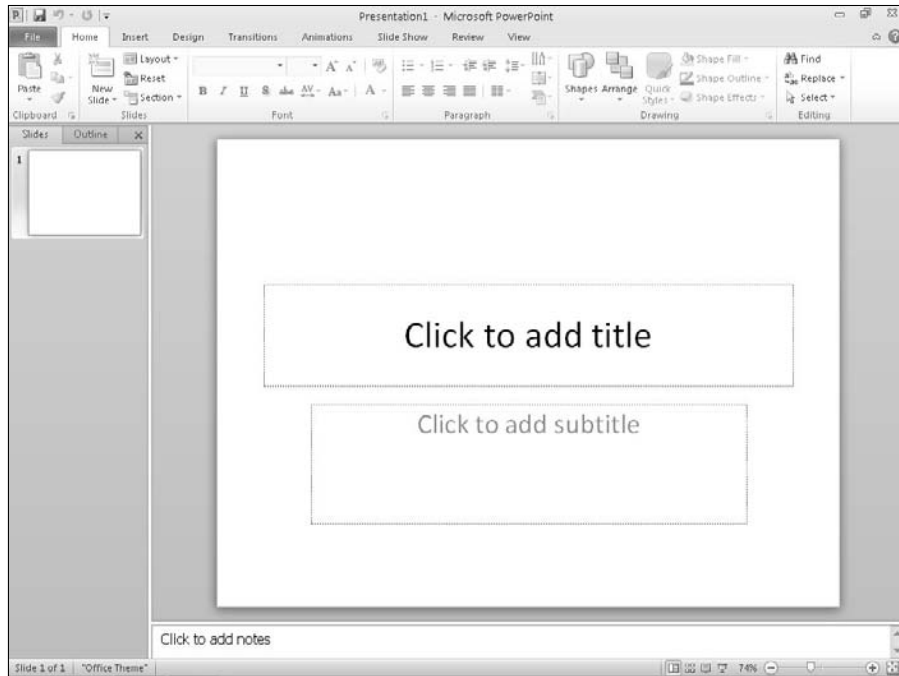 Presentation1 - Microsoft PowerPoint
File Home Insert Design Transitions Animations Slide Show Review View
Paste
New Slide
Layout
Reset
Section
B I U S abc AV Aa A
A A
Shapes Arrange Quick Styles
Shape Fill
Shape Outline
Shape Effects
Find
Replace
Select
Clipboard Slides Font Paragraph Drawing Editing
Slides Outline
1
Click to add title
Click to add subtitle
Click to add notes
Slide 1 of 1 "Office Theme" 74%